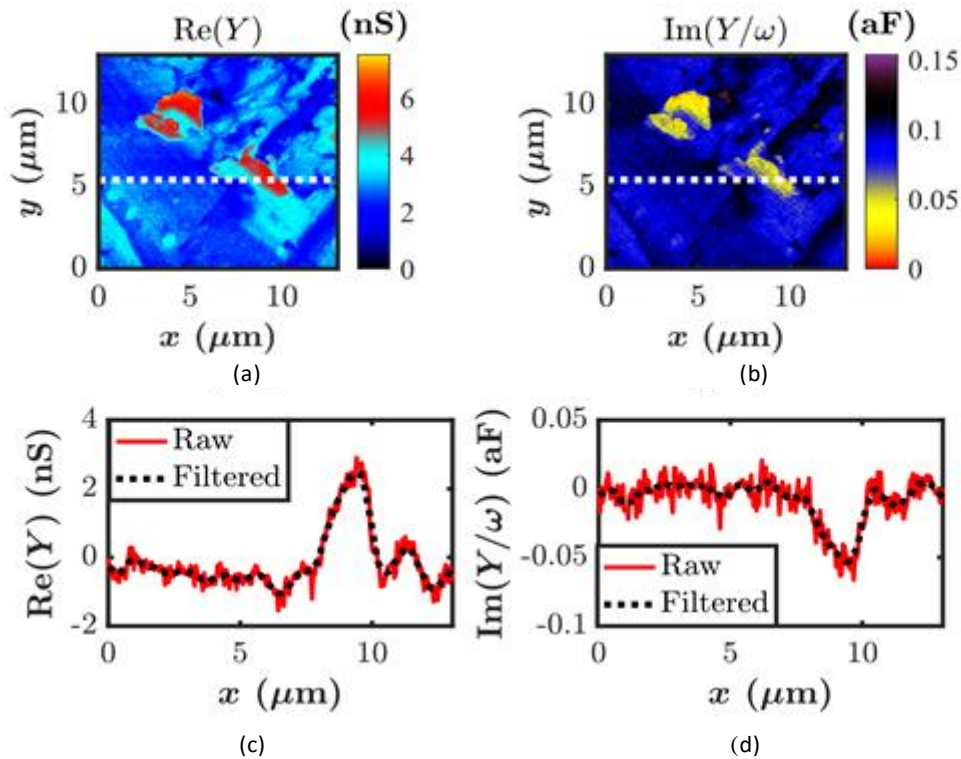 Re(Y) (nS)
Im(Y/ω) (aF)
y (μm)
10
5
0
6
4
2
0
0 5 10
x (μm)
(a)
y (μm)
10
5
0
0.15
0.1
0.05
0
0 5 10
x (μm)
(b)
Re(Y) (nS)
4
2
0
-2
Raw
Filtered
0 5 10
x (μm)
(c)
Im(Y/ω) (aF)
0.05
0
-0.05
-0.1
Raw
Filtered
0 5 10
x (μm)
(d)